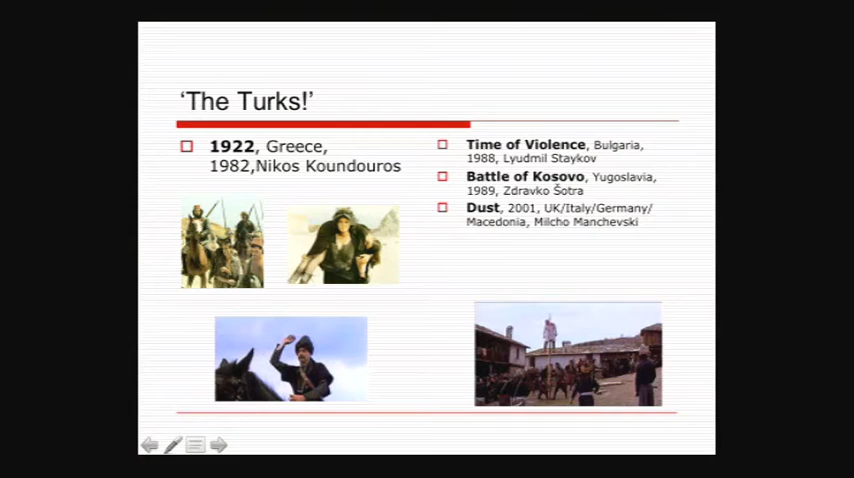 ‘The Turks!’
1922, Greece,
1982,Nikos Koundouros
Time of Violence, Bulgaria,
1988, Lyudmil Staykov
Battle of Kosovo, Yugoslavia,
1989, Zdravko Šotra
Dust, 2001, UK/Italy/Germany/
Macedonia, Milcho Manchevski